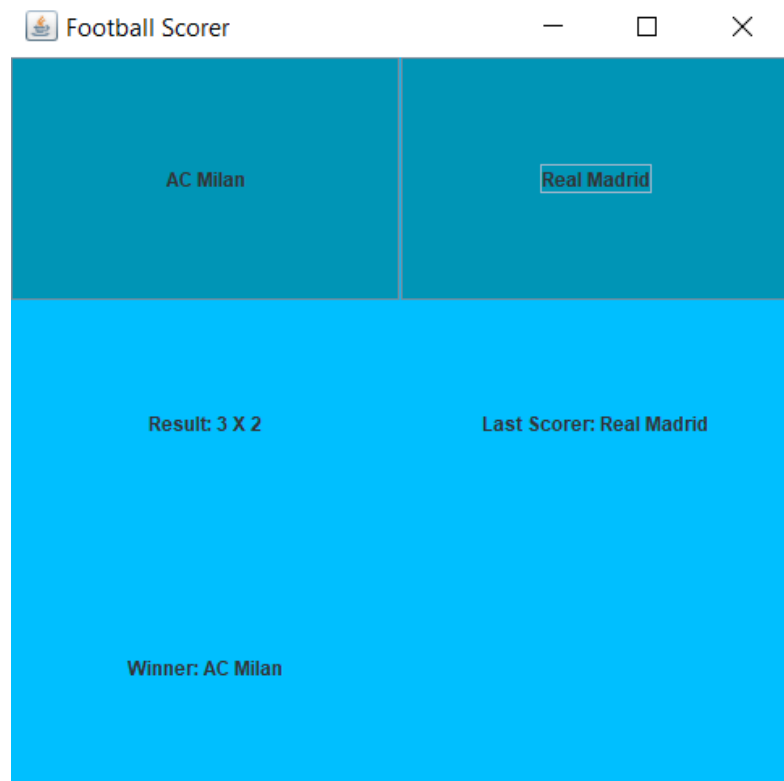 Football Scorer
AC Milan
Real Madrid
Result: 3 X 2
Last Scorer: Real Madrid
Winner: AC Milan